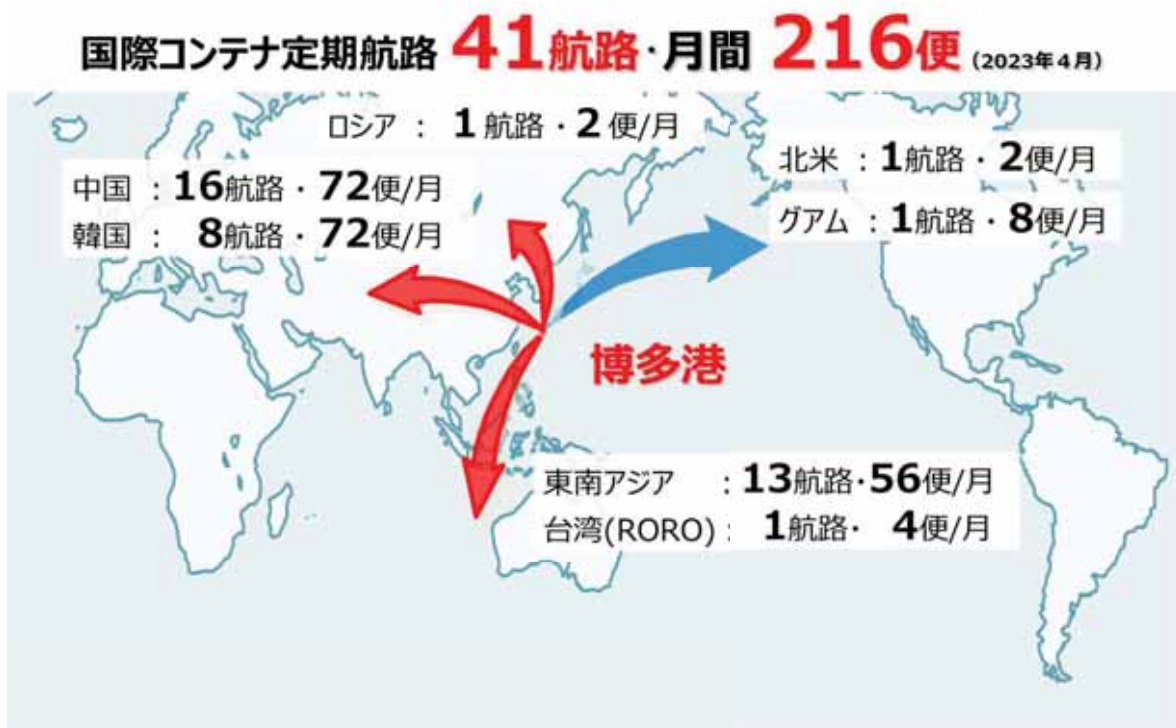 国際コンテナ定期航路 41航路・月間 216便 (2023年4月)
ロシア : 1航路・2便/月
中国 : 16航路・72便/月
韓国 : 8航路・72便/月
北米 : 1航路・2便/月
グアム : 1航路・8便/月
博多港
東南アジア : 13航路・56便/月
台湾(RORO) : 1航路・ 4便/月